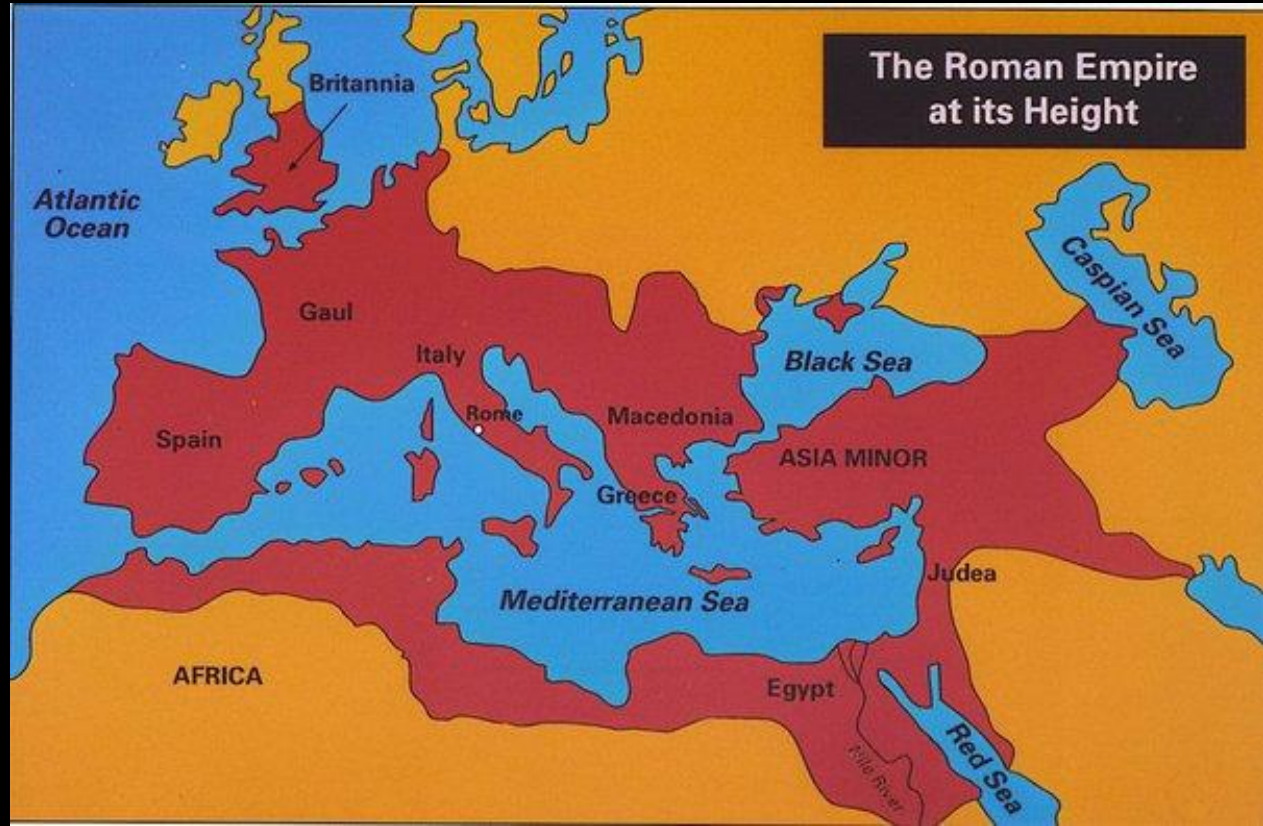 The Roman Empire
at its Height
Britannia
Atlantic
Ocean
Caspian Sea
Gaul
Italy
Black Sea
Rome
Macedonia
Spain
ASIA MINOR
Greece
Judea
Mediterranean Sea
AFRICA
Egypt
Nile River
Red Sea